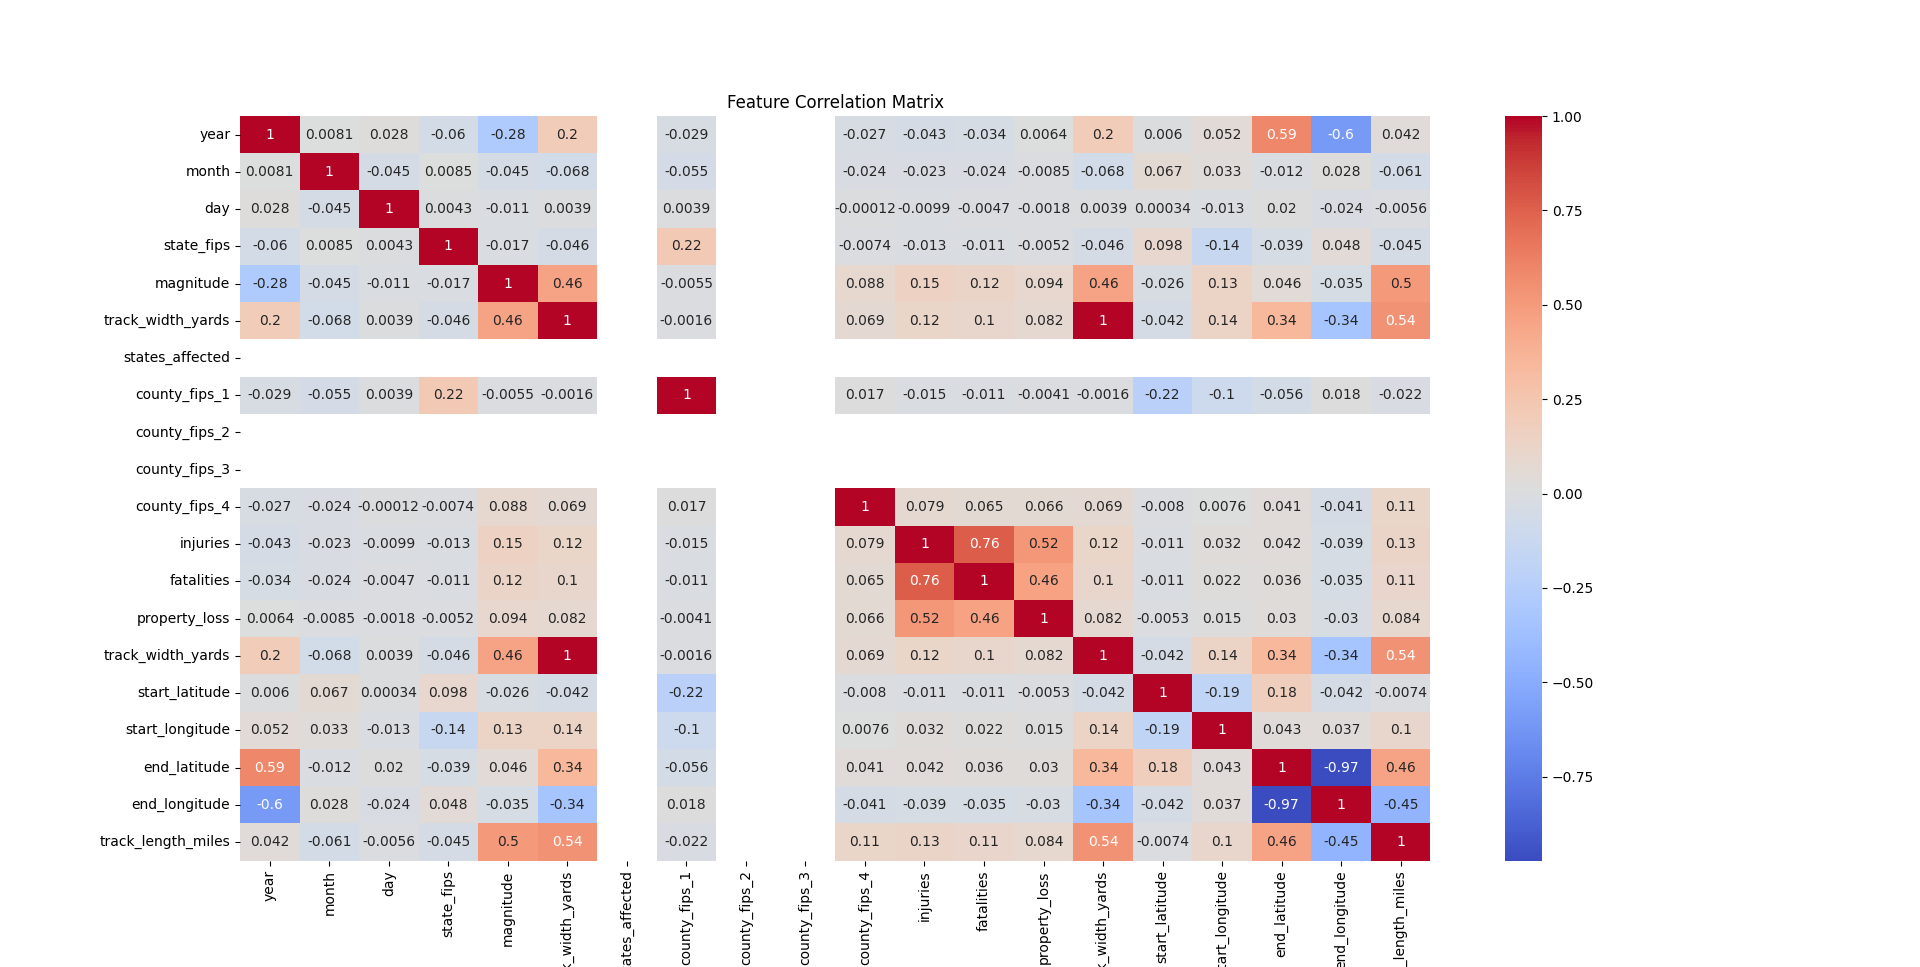 Feature Correlation Matrix
year 1 0.0081 0.028 -0.06 -0.28 0.2 -0.029 -0.027 -0.043 -0.034 0.0064 0.2 0.006 0.052 0.59 -0.6 0.042
month 0.0081 1 -0.045 0.0085 -0.045 -0.068 -0.055 -0.024 -0.023 -0.024 -0.0085 -0.068 0.067 0.033 -0.012 0.028 -0.061
day 0.028 -0.045 1 0.0043 -0.011 0.0039 0.0039 -0.00012 -0.0099 -0.0047 -0.0018 0.0039 0.00034 -0.013 0.02 -0.024 -0.0056
state_fips -0.06 0.0085 0.0043 1 -0.017 -0.046 0.22 -0.0074 -0.013 -0.011 -0.0052 -0.046 0.098 -0.14 -0.039 0.048 -0.045
magnitude -0.28 -0.045 -0.011 -0.017 1 0.46 -0.0055 0.088 0.15 0.12 0.094 0.46 -0.026 0.13 0.046 -0.035 0.5
track_width_yards 0.2 -0.068 0.0039 -0.046 0.46 1 -0.0016 0.069 0.12 0.1 0.082 1 -0.042 0.14 0.34 -0.34 0.54
states_affected
county_fips_1 -0.029 -0.055 0.0039 0.22 -0.0055 -0.0016 1 0.017 -0.015 -0.011 -0.0041 -0.0016 -0.22 -0.1 -0.056 0.018 -0.022
county_fips_2
county_fips_3
county_fips_4 -0.027 -0.024 -0.00012 -0.0074 0.088 0.069 0.017 1 0.079 0.065 0.066 0.069 -0.008 0.0076 0.041 -0.041 0.11
injuries -0.043 -0.023 -0.0099 -0.013 0.15 0.12 -0.015 0.079 1 0.76 0.52 0.12 -0.011 0.032 0.042 -0.039 0.13
fatalities -0.034 -0.024 -0.0047 -0.011 0.12 0.1 -0.011 0.065 0.76 1 0.46 0.1 -0.011 0.022 0.036 -0.035 0.11
property_loss 0.0064 -0.0085 -0.0018 -0.0052 0.094 0.082 -0.0041 0.066 0.52 0.46 1 0.082 -0.0053 0.015 0.03 -0.03 0.084
track_width_yards 0.2 -0.068 0.0039 -0.046 0.46 1 -0.0016 0.069 0.12 0.1 0.082 1 -0.042 0.14 0.34 -0.34 0.54
start_latitude 0.006 0.067 0.00034 0.098 -0.026 -0.042 -0.22 -0.008 -0.011 -0.011 -0.0053 -0.042 1 -0.19 0.18 -0.042 -0.0074
start_longitude 0.052 0.033 -0.013 -0.14 0.13 0.14 -0.1 0.0076 0.032 0.022 0.015 0.14 -0.19 1 0.043 0.037 0.1
end_latitude 0.59 -0.012 0.02 -0.039 0.046 0.34 -0.056 0.041 0.042 0.036 0.03 0.34 0.18 0.043 1 -0.97 0.46
end_longitude -0.6 0.028 -0.024 0.048 -0.035 -0.34 0.018 -0.041 -0.039 -0.035 -0.03 -0.34 -0.042 0.037 -0.97 1 -0.45
track_length_miles 0.042 -0.061 -0.0056 -0.045 0.5 0.54 -0.022 0.11 0.13 0.11 0.084 0.54 -0.0074 0.1 0.46 -0.45 1
year
month
day
state_fips
magnitude
k_width_yards
ates_affected
county_fips_1
county_fips_2
county_fips_3
county_fips_4
injuries
fatalities
property_loss
k_width_yards
start_latitude
tart_longitude
end_latitude
end_longitude
_length_miles
1.00
0.75
0.50
0.25
0.00
−0.25
−0.50
−0.75